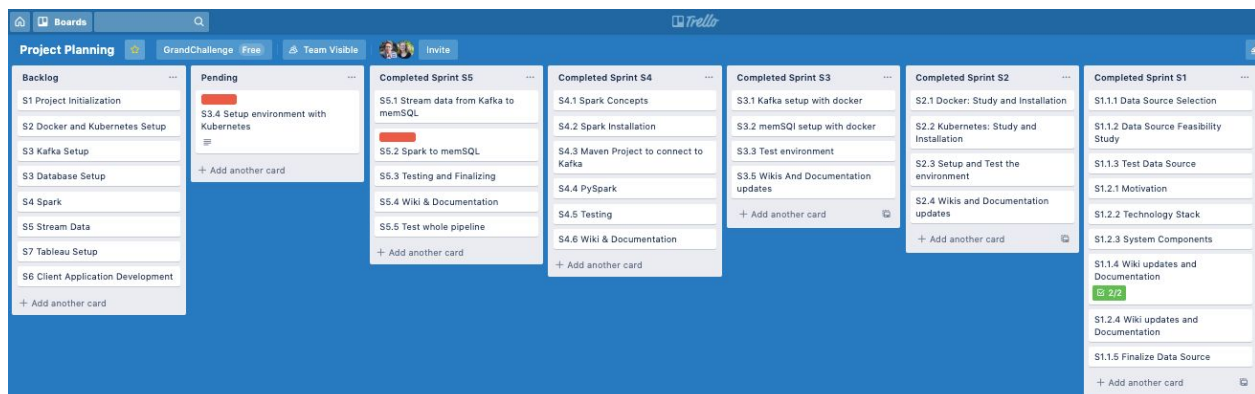 Boards
Trello
Project Planning
GrandChallenge Free
Team Visible
Invite
Backlog
S1 Project Initialization
S2 Docker and Kubernetes Setup
S3 Kafka Setup
S3 Database Setup
S4 Spark
S5 Stream Data
S7 Tableau Setup
S6 Client Application Development
+ Add another card
Pending
S3.4 Setup environment with
Kubernetes
+ Add another card
Completed Sprint S5
S5.1 Stream data from Kafka to
memSQL
S5.2 Spark to memSQL
S5.3 Testing and Finalizing
S5.4 Wiki & Documentation
S5.5 Test whole pipeline
+ Add another card
Completed Sprint S4
S4.1 Spark Concepts
S4.2 Spark Installation
S4.3 Maven Project to connect to
Kafka
S4.4 PySpark
S4.5 Testing
S4.6 Wiki & Documentation
+ Add another card
Completed Sprint S3
S3.1 Kafka setup with docker
S3.2 memSQl setup with docker
S3.3 Test environment
S3.5 Wikis And Documentation
updates
+ Add another card
Completed Sprint S2
S2.1 Docker: Study and Installation
S2.2 Kubernetes: Study and
Installation
S2.3 Setup and Test the
environment
S2.4 Wikis and Documentation
updates
+ Add another card
Completed Sprint S1
S1.1.1 Data Source Selection
S1.1.2 Data Source Feasibility
Study
S1.1.3 Test Data Source
S1.2.1 Motivation
S1.2.2 Technology Stack
S1.2.3 System Components
S1.1.4 Wiki updates and
Documentation
2/2
S1.2.4 Wiki updates and
Documentation
S1.1.5 Finalize Data Source
+ Add another card